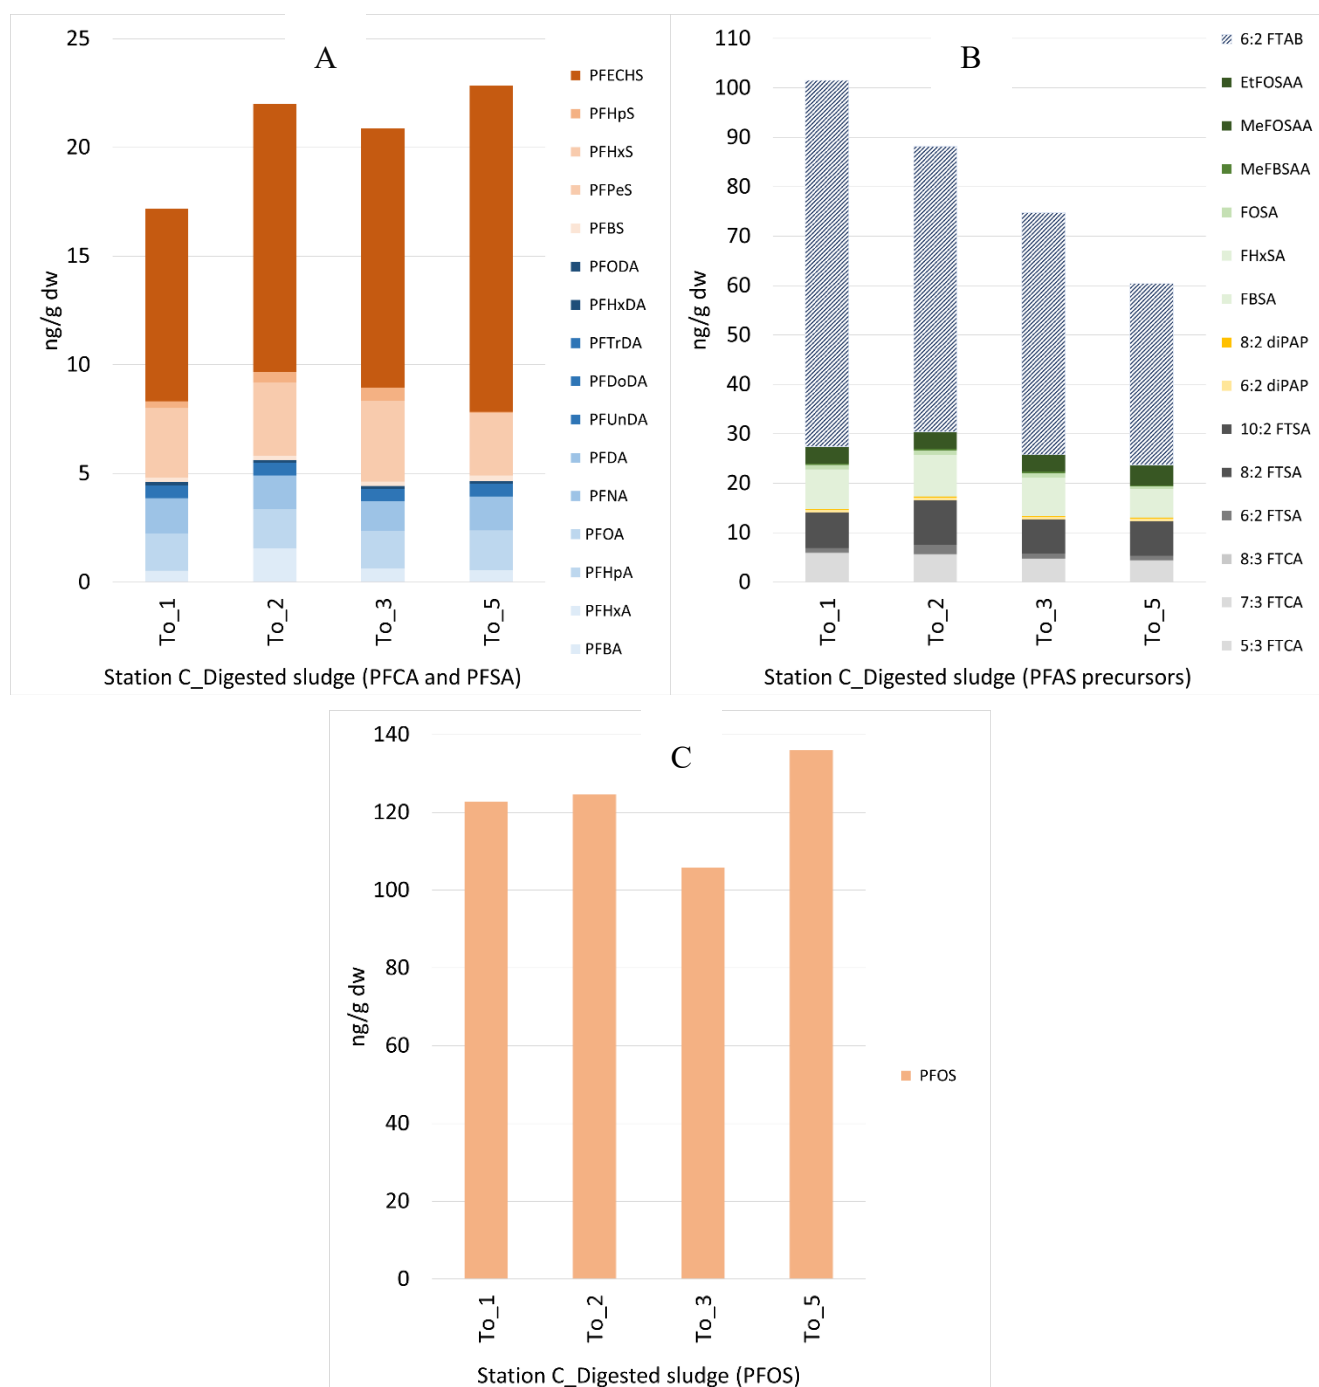 A
25
20
15
10
5
0
ng/g dw
To_1
To_2
To_3
To_5
Station C_Digested sludge (PFCA and PFSA)
PFECHS
PFHpS
PFHxS
PFPeS
PFBS
PFODA
PFHxDA
PFTrDA
PFDoDA
PFUnDA
PFDA
PFNA
PFOA
PFHpA
PFHxA
PFBA
B
110
100
90
80
70
60
50
40
30
20
10
0
ng/g dw
To_1
To_2
To_3
To_5
Station C_Digested sludge (PFAS precursors)
6:2 FTAB
EtFOSAA
MeFOSAA
MeFBSAA
FOSA
FHxSA
FBSA
8:2 diPAP
6:2 diPAP
10:2 FTSA
8:2 FTSA
6:2 FTSA
8:3 FTCA
7:3 FTCA
5:3 FTCA
C
140
120
100
80
60
40
20
0
ng/g dw
To_1
To_2
To_3
To_5
Station C_Digested sludge (PFOS)
PFOS